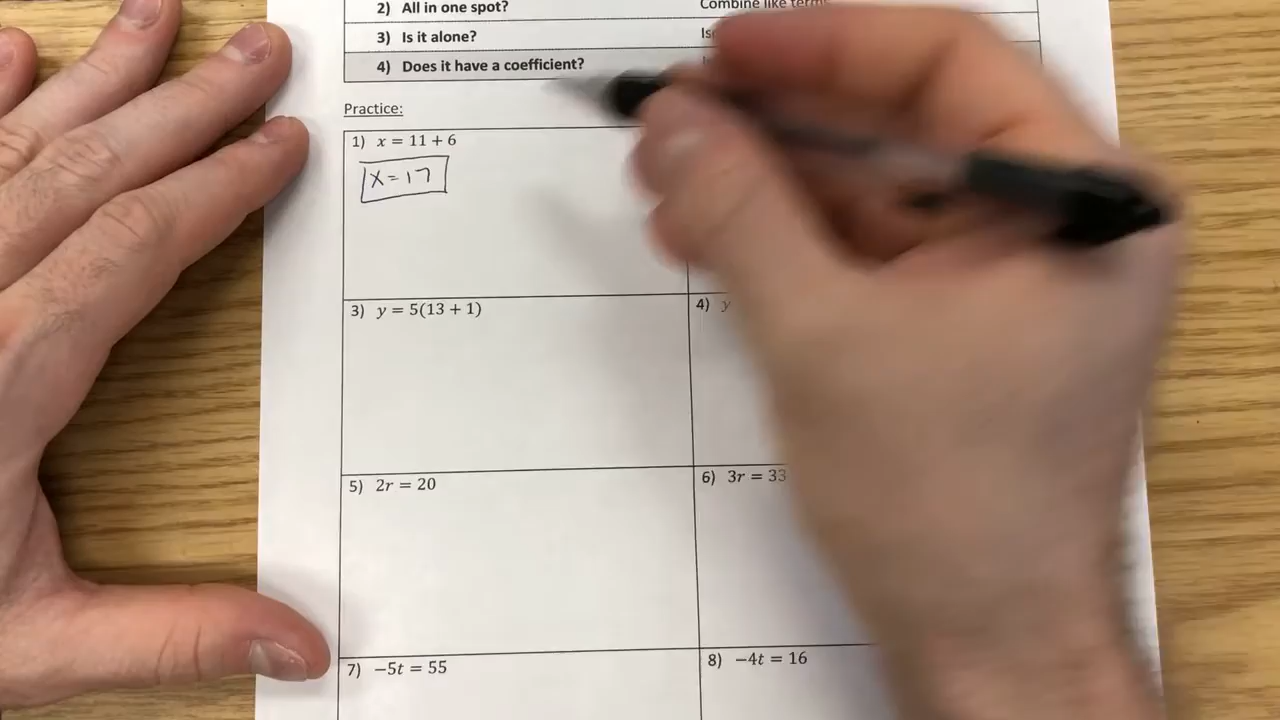 2) All in one spot? Combine like terms
3) Is it alone?
4) Does it have a coefficient?
Practice:
1) x = 11 + 6
x = 17
3) y = 5(13 + 1)
4) y
5) 2r = 20
6) 3r = 33
7) −5t = 55
8) −4t = 16